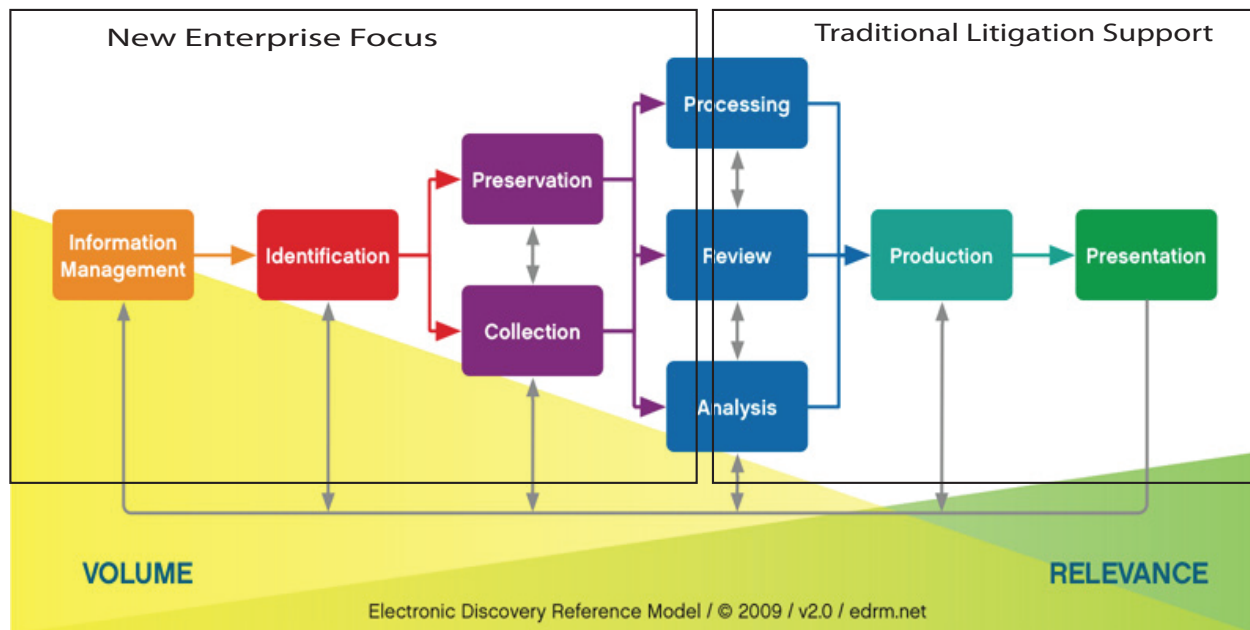 New Enterprise Focus
Traditional Litigation Support
Processing
Preservation
Information
Management
Identification
Review
Production
Presentation
Collection
Analysis
VOLUME
RELEVANCE
Electronic Discovery Reference Model / © 2009 / v2.0 / edrm.net